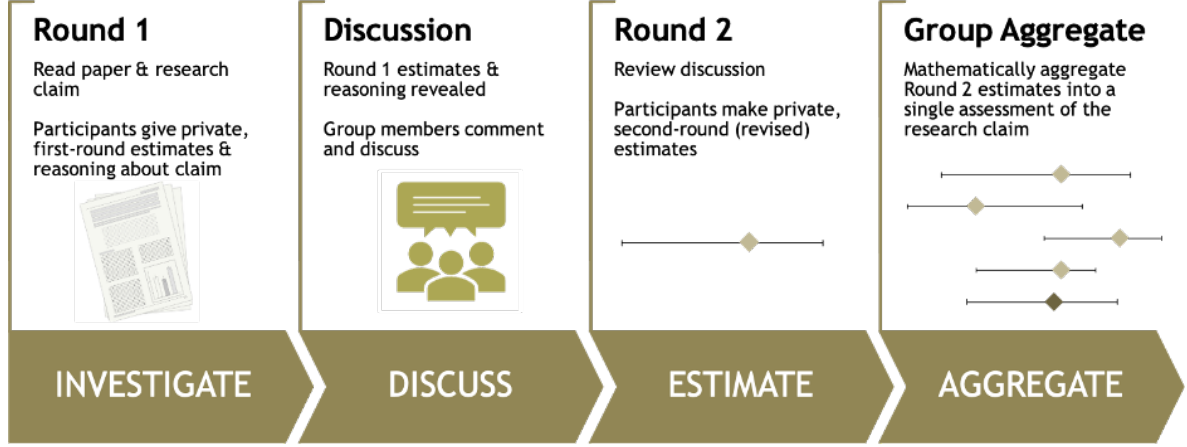 Round 1
Read paper & research
claim
Participants give private,
first-round estimates &
reasoning about claim
INVESTIGATE
Discussion
Round 1 estimates &
reasoning revealed
Group members comment
and discuss
DISCUSS
Round 2
Review discussion
Participants make private,
second-round (revised)
estimates
ESTIMATE
Group Aggregate
Mathematically aggregate
Round 2 estimates into a
single assessment of the
research claim
AGGREGATE